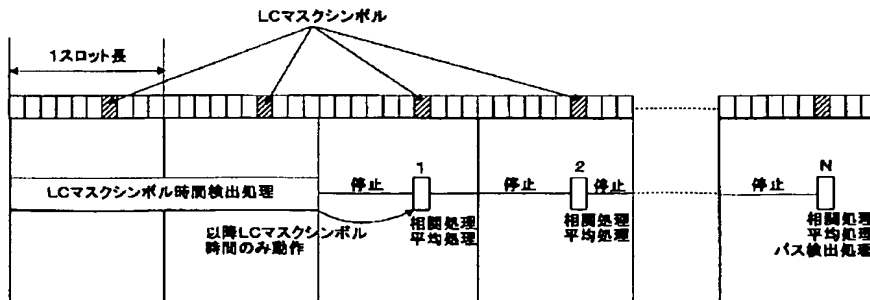 LCマスクシンボル
1スロット長
LCマスクシンボル時間検出処理
停止
1
停止
2
停止
停止
N
以降LCマスクシンボル
時間のみ動作
相関処理
平均処理
相関処理
平均処理
相関処理
平均処理
パス検出処理